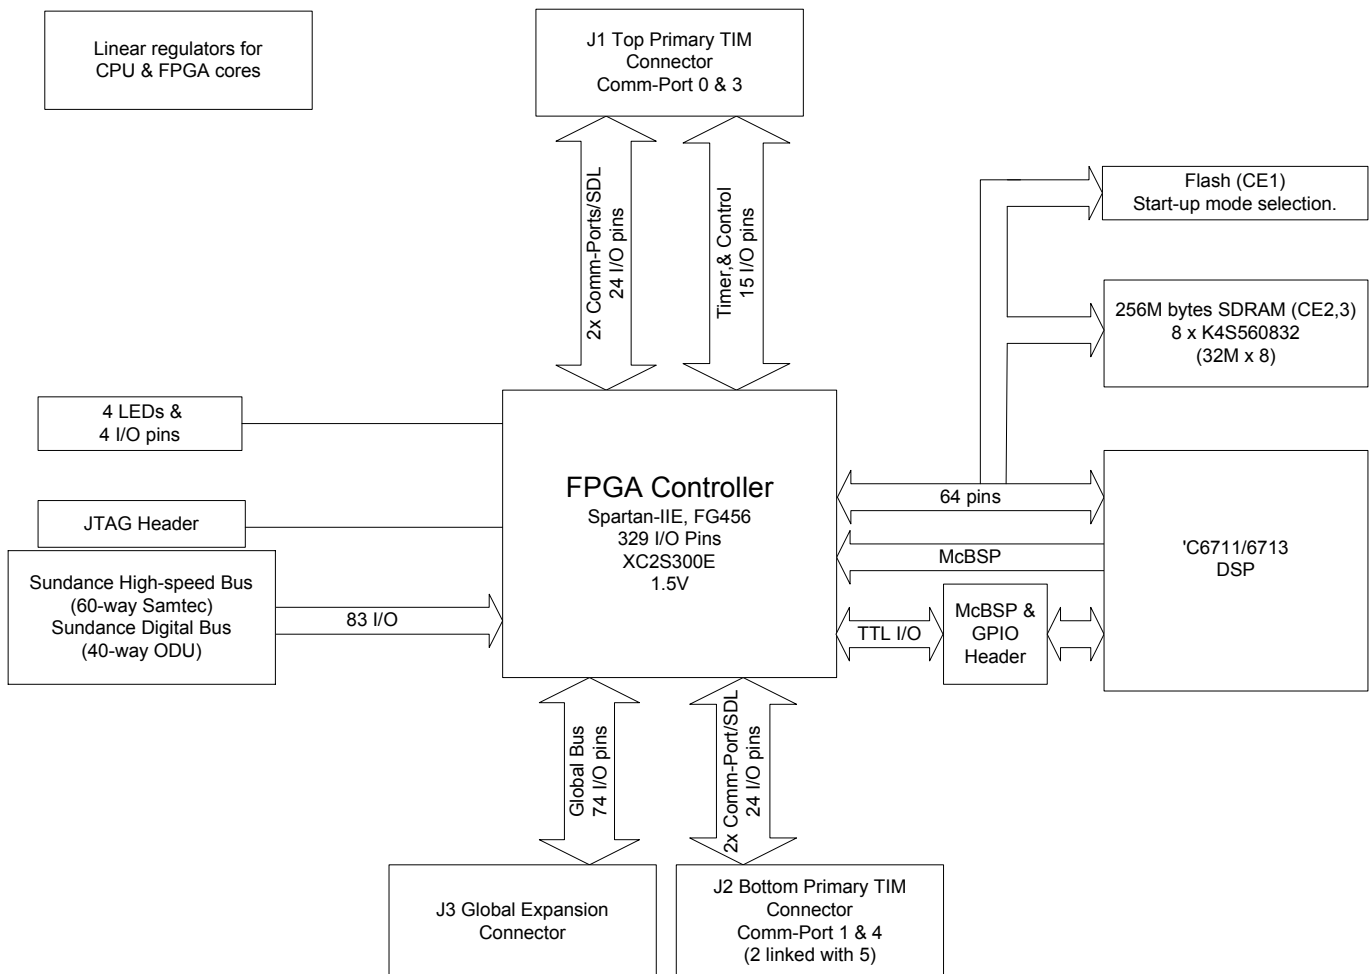 Linear regulators for
CPU & FPGA cores
J1 Top Primary TIM
Connector
Comm-Port 0 & 3
2x Comm-Ports/SDL
24 I/O pins
Timer,& Control
15 I/O pins
Flash (CE1)
Start-up mode selection.
256M bytes SDRAM (CE2,3)
8 x K4S560832
(32M x 8)
4 LEDs &
4 I/O pins
JTAG Header
Sundance High-speed Bus
(60-way Samtec)
Sundance Digital Bus
(40-way ODU)
83 I/O
FPGA Controller
Spartan-IIE, FG456
329 I/O Pins
XC2S300E
1.5V
64 pins
McBSP
TTL I/O
McBSP &
GPIO
Header
'C6711/6713
DSP
Global Bus
74 I/O pins
2x Comm-Port/SDL
24 I/O pins
J3 Global Expansion
Connector
J2 Bottom Primary TIM
Connector
Comm-Port 1 & 4
(2 linked with 5)